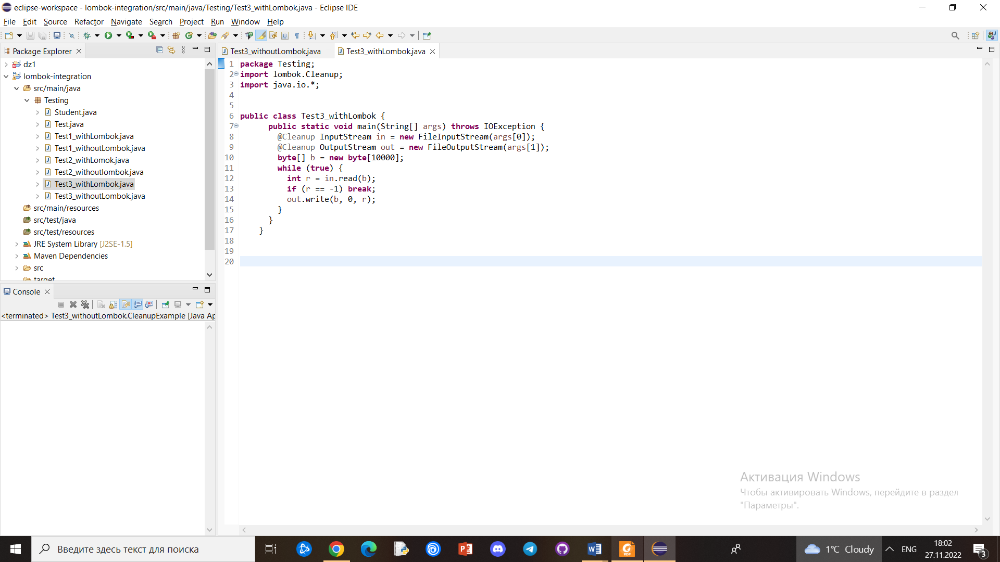 eclipse-workspace - lombok-integration/src/main/java/Testing/Test3_withLombok.java - Eclipse IDE
File Edit Source Refactor Navigate Search Project Run Window Help
Package Explorer
dz1
lombok-integration
src/main/java
Testing
Student.java
Test.java
Test1_withLombok.java
Test1_withoutLombok.java
Test2_withLomok.java
Test2_withoutlombok.java
Test3_withLombok.java
Test3_withoutLombok.java
src/main/resources
src/test/java
src/test/resources
JRE System Library [J2SE-1.5]
Maven Dependencies
src
target
Console
<terminated> Test3_withoutLombok.CleanupExample [Java Ap
Test3_withoutLombok.java Test3_withLombok.java
1 package Testing;
2 import lombok.Cleanup;
3 import java.io.*;
4
5
6 public class Test3_withLombok {
7 public static void main(String[] args) throws IOException {
8 @Cleanup InputStream in = new FileInputStream(args[0]);
9 @Cleanup OutputStream out = new FileOutputStream(args[1]);
10 byte[] b = new byte[10000];
11 while (true) {
12 int r = in.read(b);
13 if (r == -1) break;
14 out.write(b, 0, r);
15 }
16 }
17 }
18
19
20
Активация Windows
Чтобы активировать Windows, перейдите в раздел
"Параметры".
Введите здесь текст для поиска
1°C Cloudy
ENG
18:02
27.11.2022
3